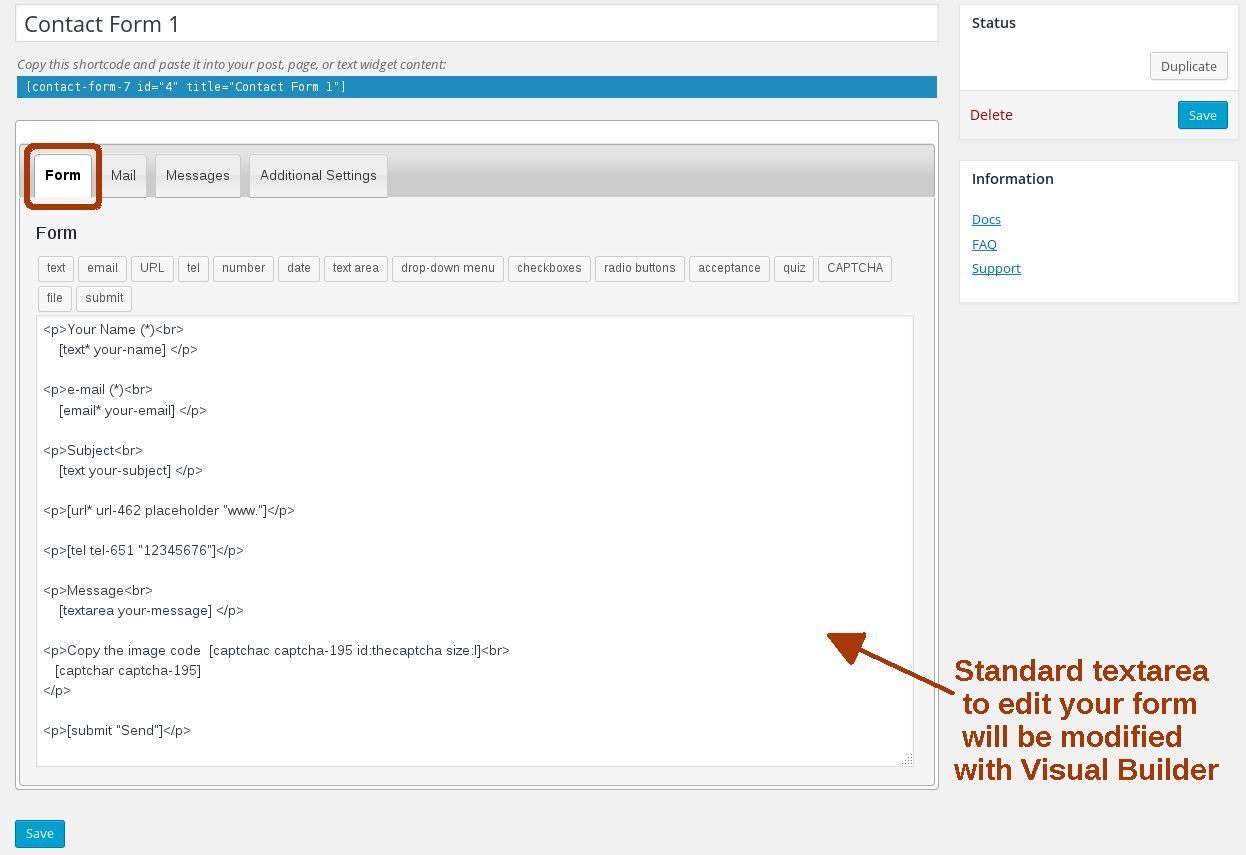 Contact Form 1
Copy this shortcode and paste it into your post, page, or text widget content:
[contact-form-7 id="4" title="Contact Form 1"]
Form
Mail
Messages
Additional Settings
Form
text
email
URL
tel
number
date
text area
drop-down menu
checkboxes
radio buttons
acceptance
quiz
CAPTCHA
file
submit
<p>Your Name (*)<br>
[text* your-name] </p>
<p>e-mail (*)<br>
[email* your-email] </p>
<p>Subject<br>
[text your-subject] </p>
<p>[url* url-462 placeholder "www."]</p>
<p>[tel tel-651 "12345676"]</p>
<p>Message<br>
[textarea your-message] </p>
<p>Copy the image code  [captchac captcha-195 id:thecaptcha size:l]<br>
[captchar captcha-195]
</p>
<p>[submit "Send"]</p>
Save
Status
Duplicate
Delete
Save
Information
Docs
FAQ
Support
Standard textarea
to edit your form
will be modified
with Visual Builder